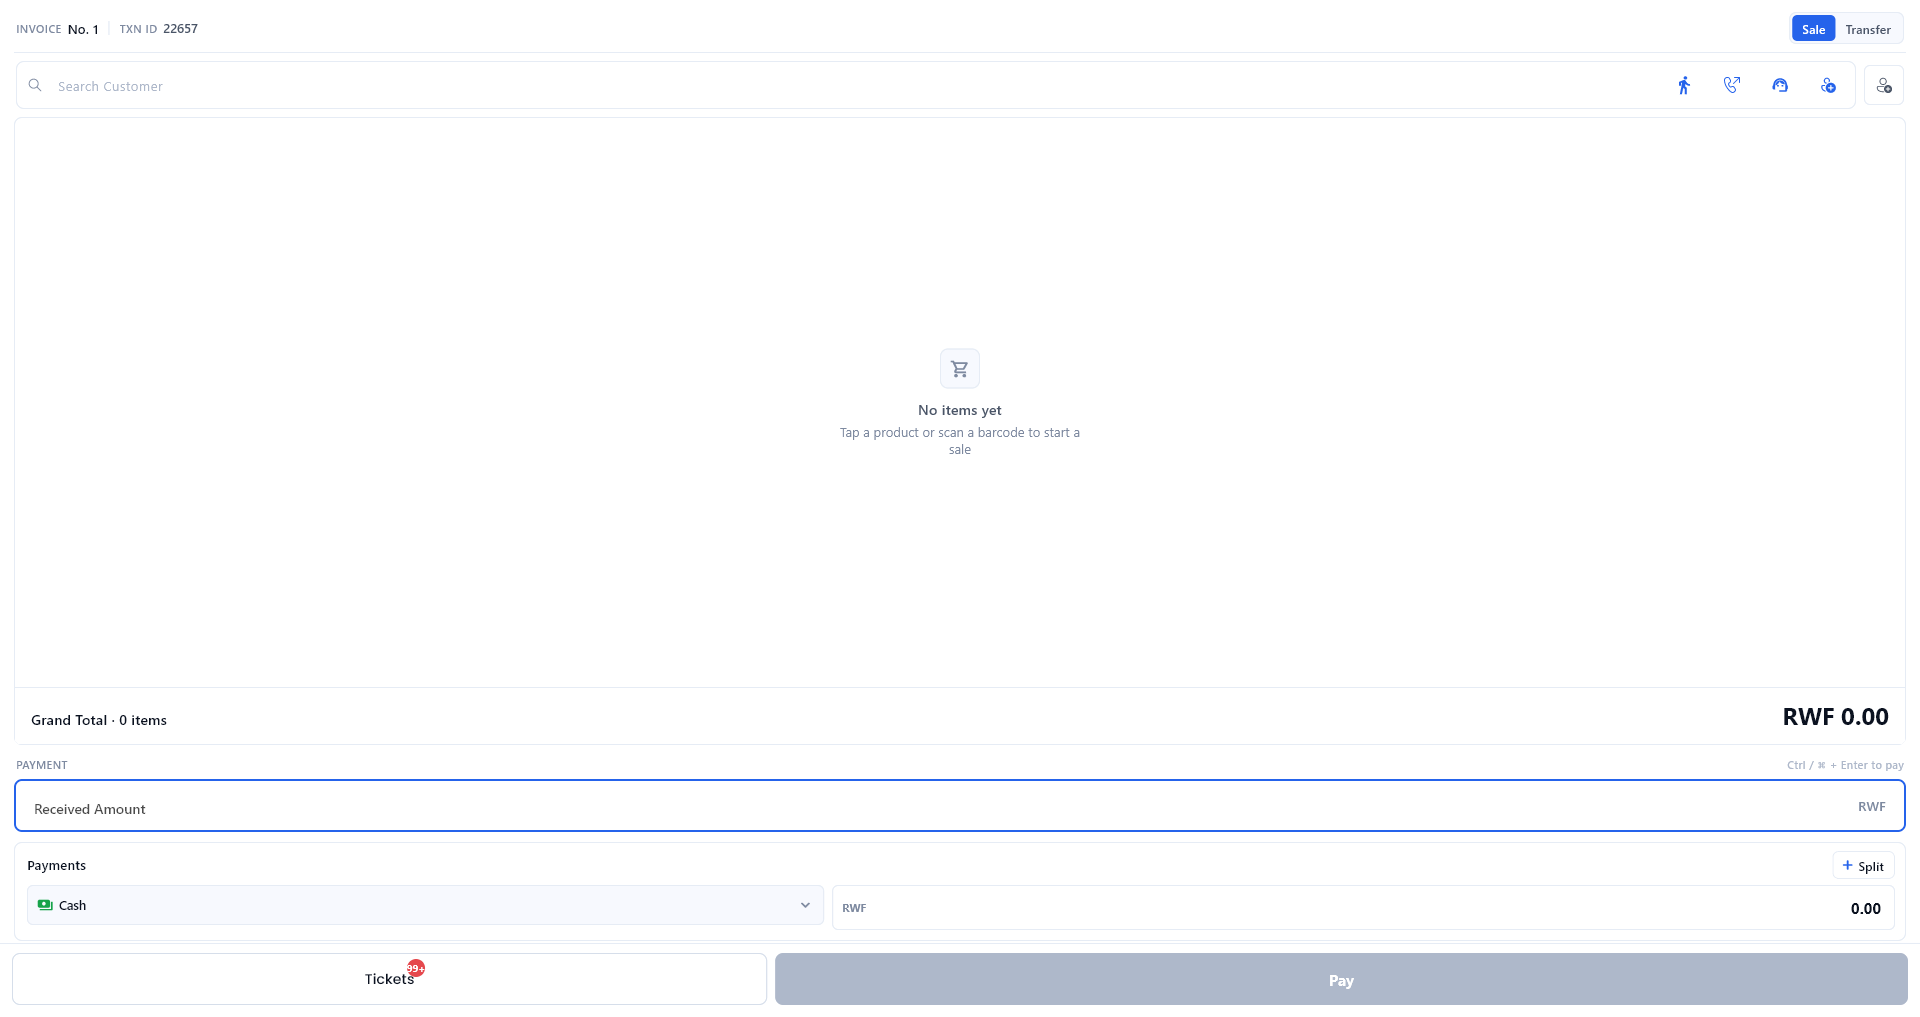 INVOICE No. 1 TXN ID 22657
Sale Transfer
Search Customer
No items yet
Tap a product or scan a barcode to start a
sale
Grand Total · 0 items
RWF 0.00
PAYMENT
Ctrl / ⌘ + Enter to pay
Received Amount
RWF
Payments
+ Split
Cash
RWF
0.00
Tickets
99+
Pay